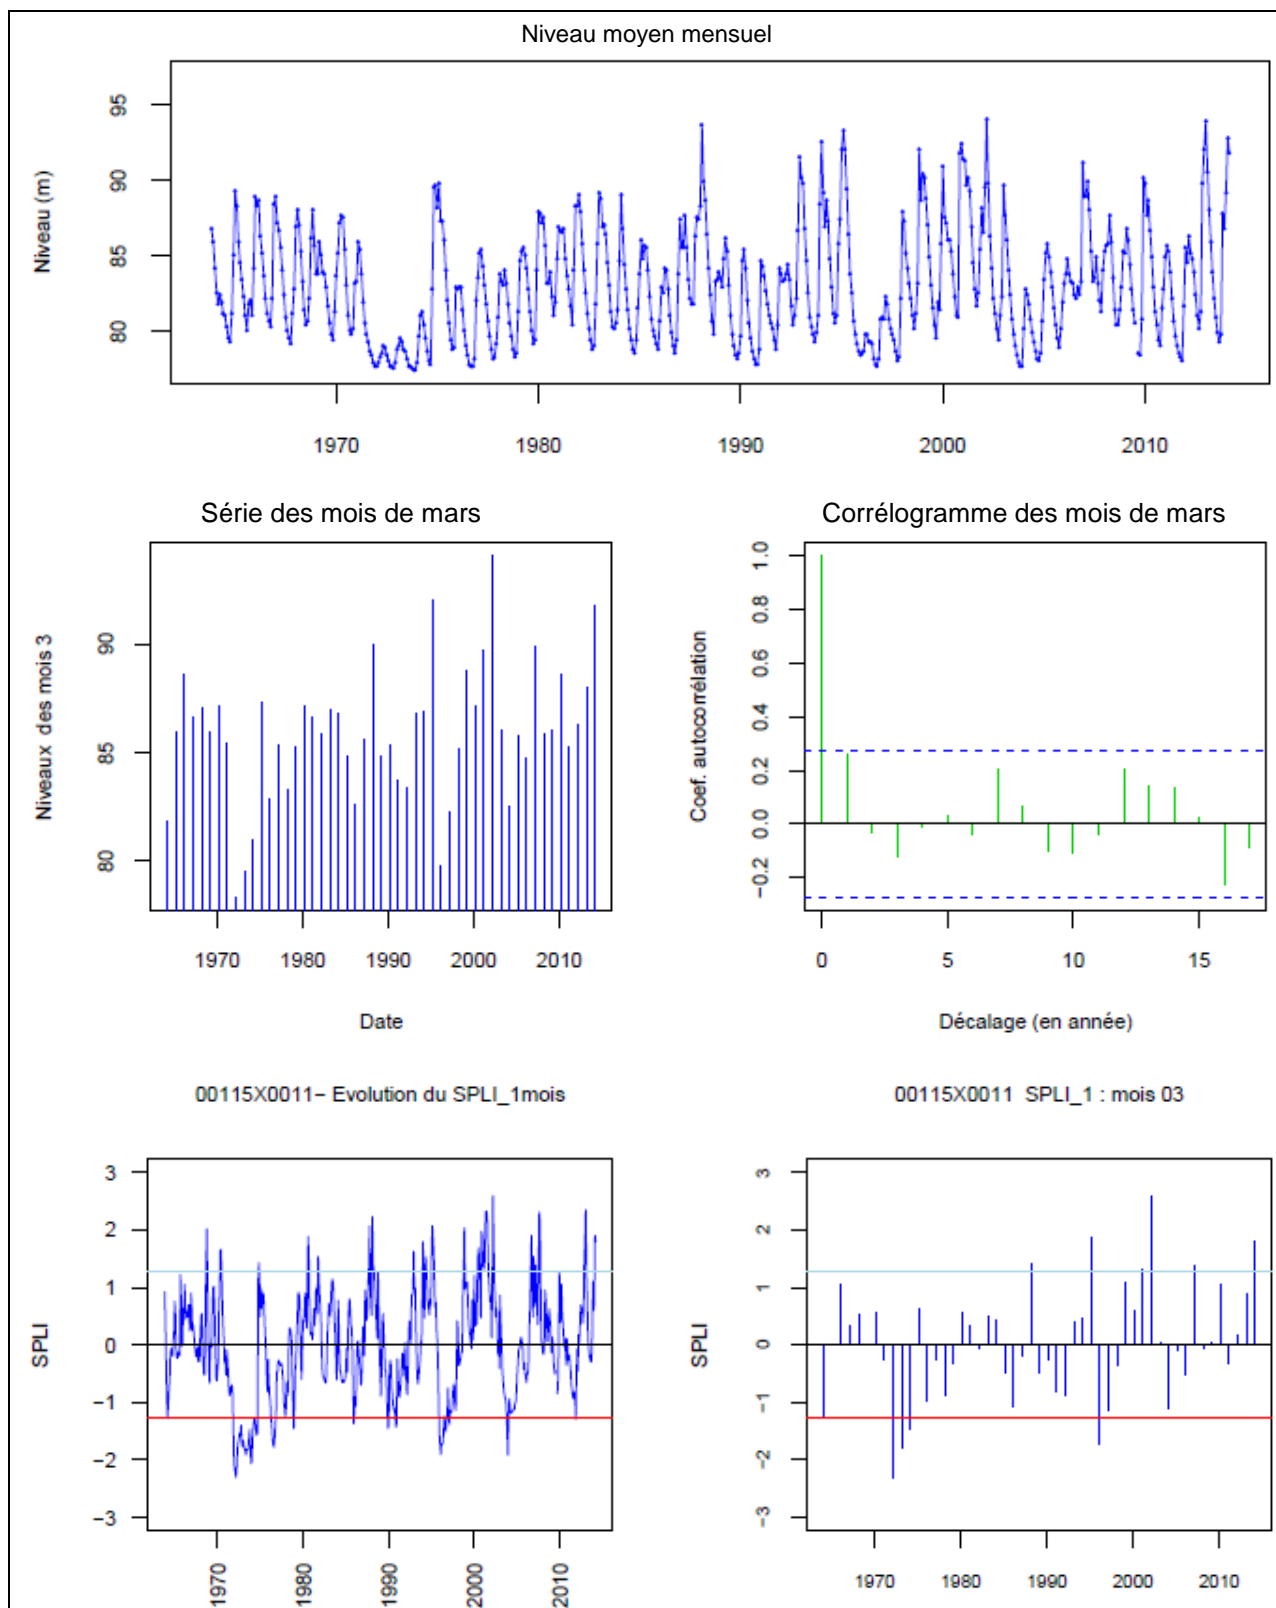 Niveau moyen mensuel
Niveau (m)
95
90
85
80
1970 1980 1990 2000 2010
Série des mois de mars
Niveaux des mois 3
90
85
80
1970 1980 1990 2000 2010
Date
Corrélogramme des mois de mars
Coef. autocorrélation
1.0
0.8
0.6
0.4
0.2
0.0
−0.2
0 5 10 15
Décalage (en année)
00115X0011− Evolution du SPLI_1mois
SPLI
3
2
1
0
−1
−2
−3
1970 1980 1990 2000 2010
00115X0011 SPLI_1 : mois 03
SPLI
3
2
1
0
−1
−2
−3
1970 1980 1990 2000 2010